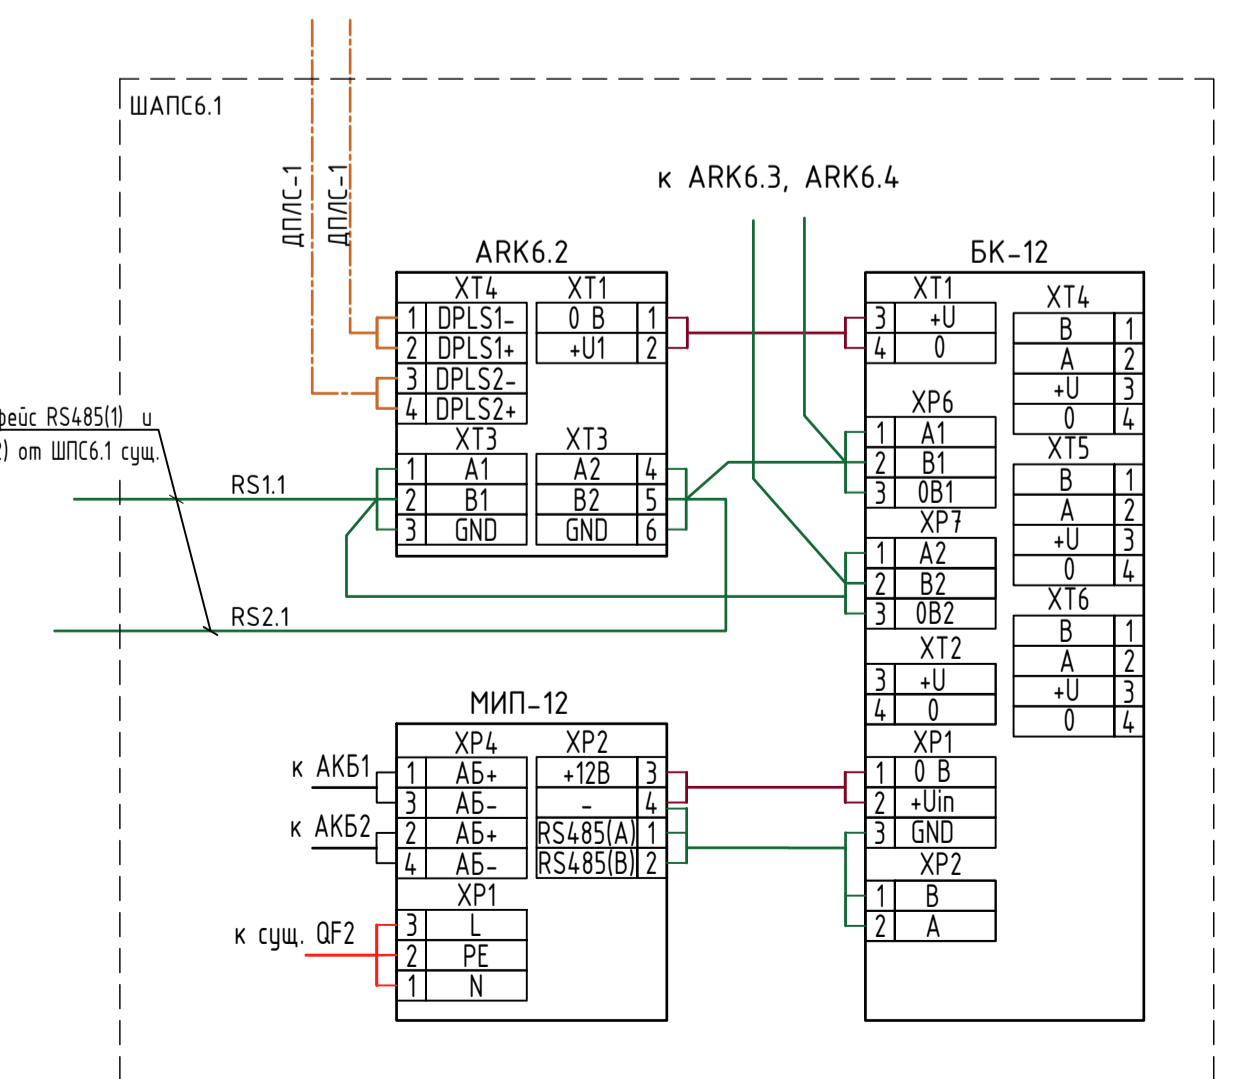 ШАПС6.1
ДПЛС-1
ДПЛС-1
к ARK6.3, ARK6.4
ARK6.2
XT4
1 DPLS1-
2 DPLS1+
3 DPLS2-
4 DPLS2+
XT3
1 A1
2 B1
3 GND
XT1
0 В 1
+U1 2
XT3
A2 4
B2 5
GND 6
RS485(1) и
от ШПС6.1 сущ.
RS1.1
RS2.1
БК-12
XT1
3 +U
4 0
XP6
1 A1
2 B1
3 0B1
XP7
1 A2
2 B2
3 0B2
XT2
3 +U
4 0
XP1
1 0 В
2 +Uin
3 GND
XP2
1 B
2 A
XT4
B 1
A 2
+U 3
0 4
XT5
B 1
A 2
+U 3
0 4
XT6
B 1
A 2
+U 3
0 4
МИП-12
XP4
1 АБ+
3 АБ-
2 АБ+
4 АБ-
XP1
3 L
2 PE
1 N
XP2
+12В 3
- 4
RS485(A) 1
RS485(B) 2
к АКБ1
к АКБ2
к сущ. QF2